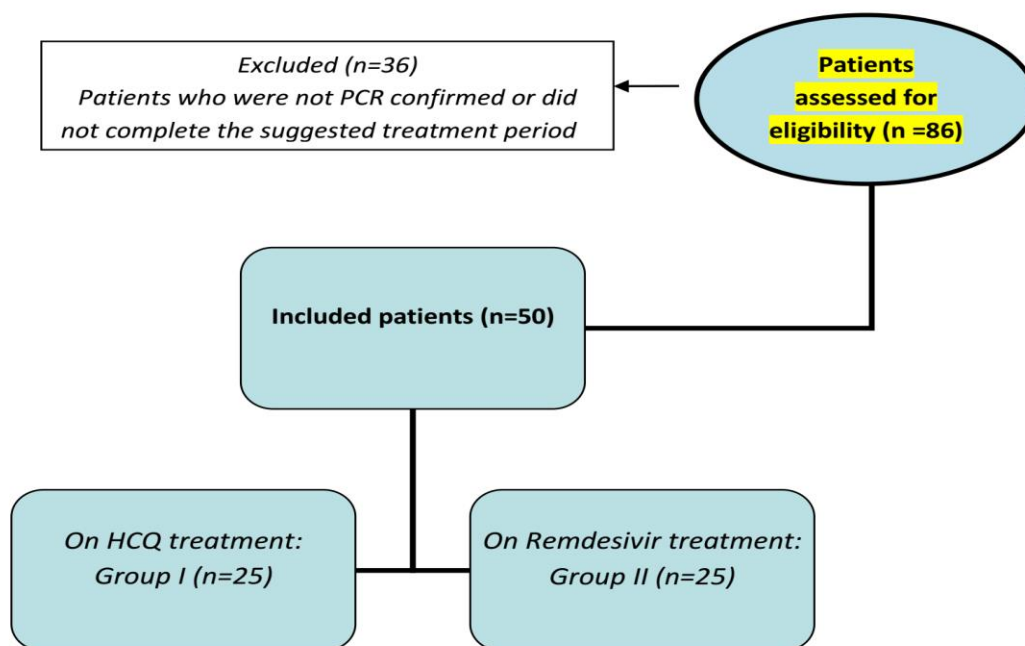 Patients
assessed for
eligibility (n =86)
Excluded (n=36)
Patients who were not PCR confirmed or did
not complete the suggested treatment period
Included patients (n=50)
On HCQ treatment:
Group I (n=25)
On Remdesivir treatment:
Group II (n=25)